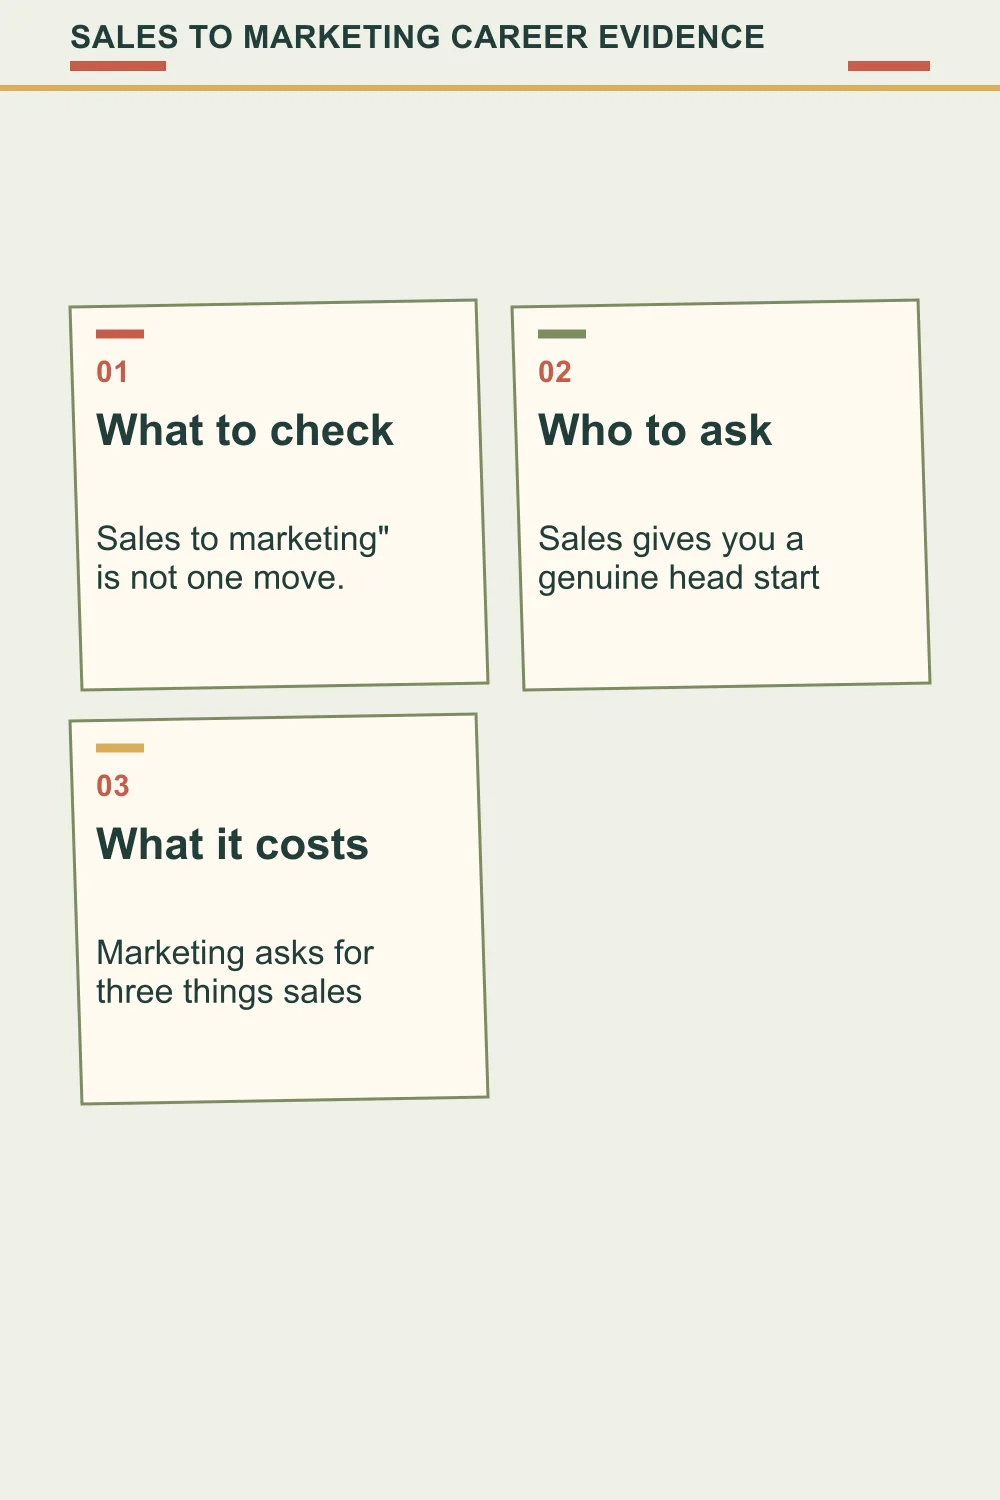 SALES TO MARKETING CAREER EVIDENCE
01
What to check
Sales to marketing"
is not one move.
02
Who to ask
Sales gives you a
genuine head start
03
What it costs
Marketing asks for
three things sales